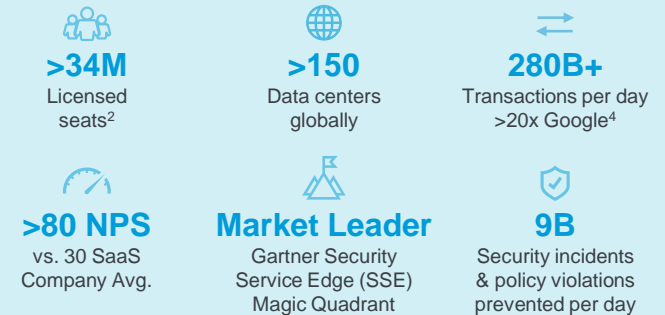 >34M
Licensed
seats²
>150
Data centers
globally
280B+
Transactions per day
>20x Google⁴
>80 NPS
vs. 30 SaaS
Company Avg.
Market Leader
Gartner Security
Service Edge (SSE)
Magic Quadrant
9B
Security incidents
& policy violations
prevented per day